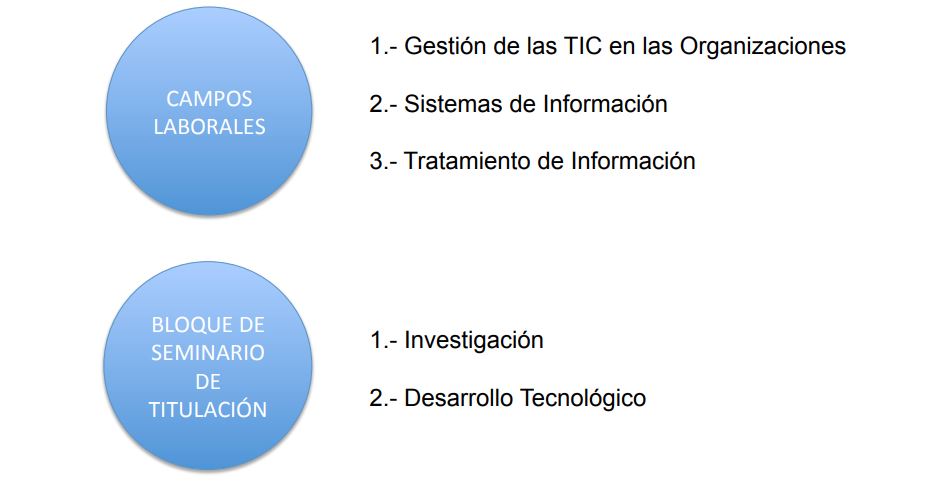 CAMPOS
LABORALES
1.- Gestión de las TIC en las Organizaciones
2.- Sistemas de Información
3.- Tratamiento de Información
BLOQUE DE
SEMINARIO
DE
TITULACIÓN
1.- Investigación
2.- Desarrollo Tecnológico